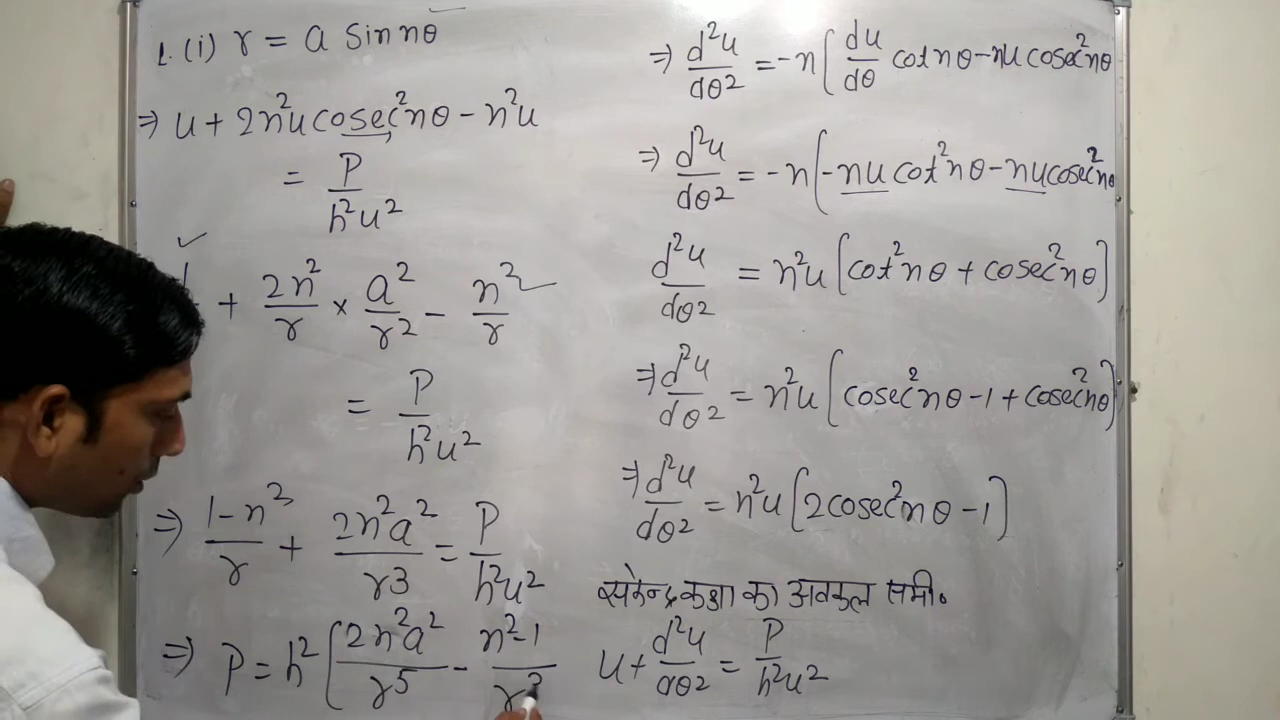 1. (i) r = a sin nθ
⇒ u + 2n²u cosec²nθ – n²u
= P/h²u²
1/ + 2n²/r × a²/r² – n²/r
= P/h²u²
⇒ 1-n²/r + 2n²a²/r3 = P/h²u²
⇒ P = h² [2n²a²/r⁵ – n²-1/r³
⇒ d²u/dθ² = -n[du/dθ cot nθ – nu cosec²nθ
⇒ d²u/dθ² = -n[-nu cot²nθ – nu cosec²nθ
d²u/dθ² = n²u [cot²nθ + cosec²nθ]
⇒ d²u/dθ² = n²u [cosec²nθ -1 + cosec²nθ]
⇒ d²u/dθ² = n²u [2cosec²nθ -1]
सकेन्द्र कक्षा का अवकल समी.
u + d²u/dθ² = P/h²u²